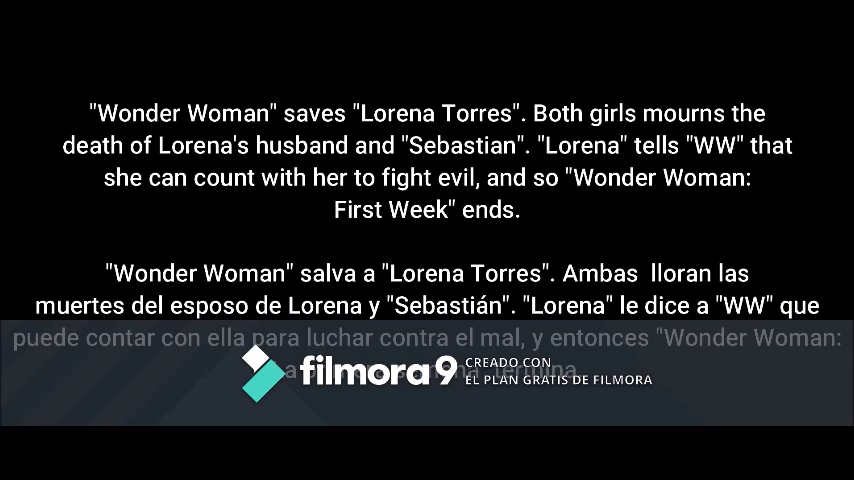 "Wonder Woman" saves "Lorena Torres". Both girls mourns the
death of Lorena's husband and "Sebastian". "Lorena" tells "WW" that
she can count with her to fight evil, and so "Wonder Woman:
First Week" ends.
"Wonder Woman" salva a "Lorena Torres". Ambas lloran las
muertes del esposo de Lorena y "Sebastián". "Lorena" le dice a "WW" que
puede contar con ella para luchar contra el mal, y entonces "Wonder Woman:
termina
filmora9
CREADO CON
EL PLAN GRATIS DE FILMORA